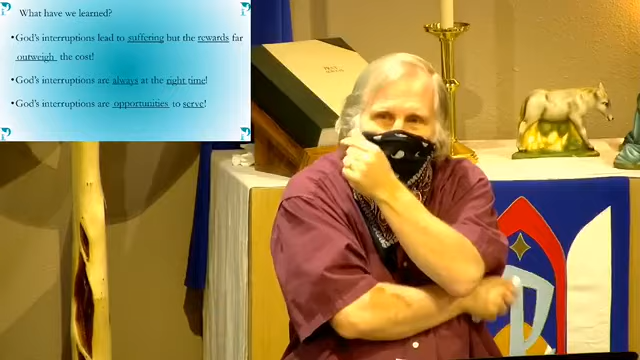 What have we learned?
•God's interruptions lead to suffering but the rewards far
outweigh the cost!
•God's interruptions are always at the right time!
•God's interruptions are opportunities to serve!